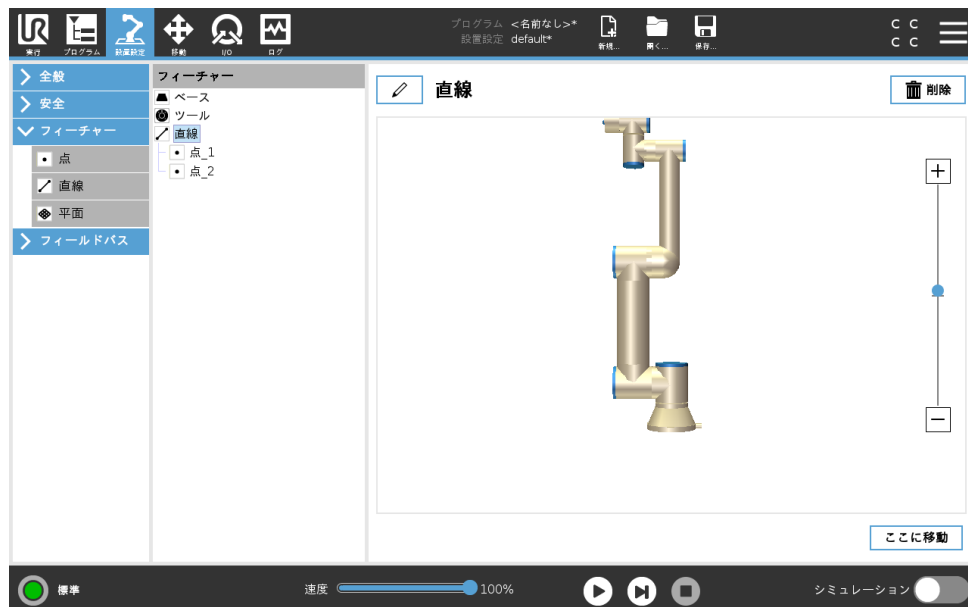 UR
実行
プログラム
設置設定
移動
I/O
ログ
プログラム <名前なし>*
設置設定 default*
新規...
開く...
保存...
C C
C C
全般
安全
フィーチャー
点
直線
平面
フィールドバス
フィーチャー
ベース
ツール
直線
点_1
点_2
直線
削除
ここに移動
標準
速度
100%
シミュレーション